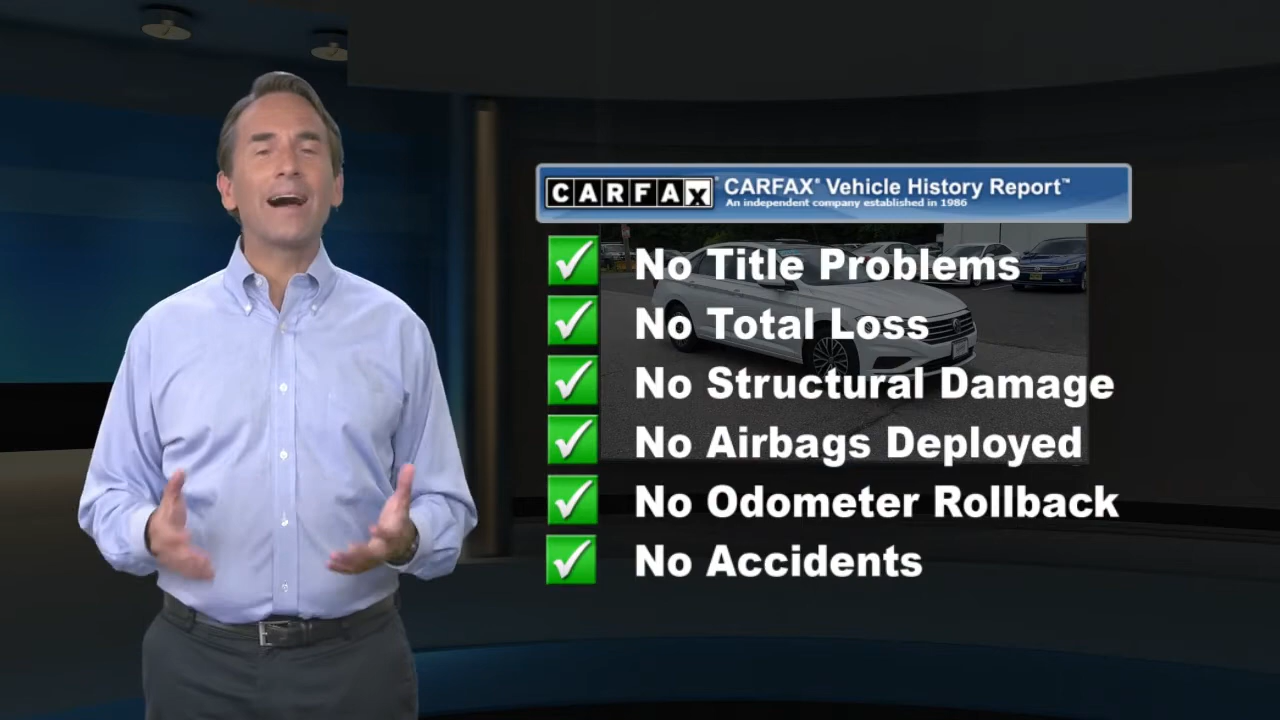 CARFAX® CARFAX® Vehicle History Report™
An independent company established in 1986
No Title Problems
No Total Loss
No Structural Damage
No Airbags Deployed
No Odometer Rollback
No Accidents